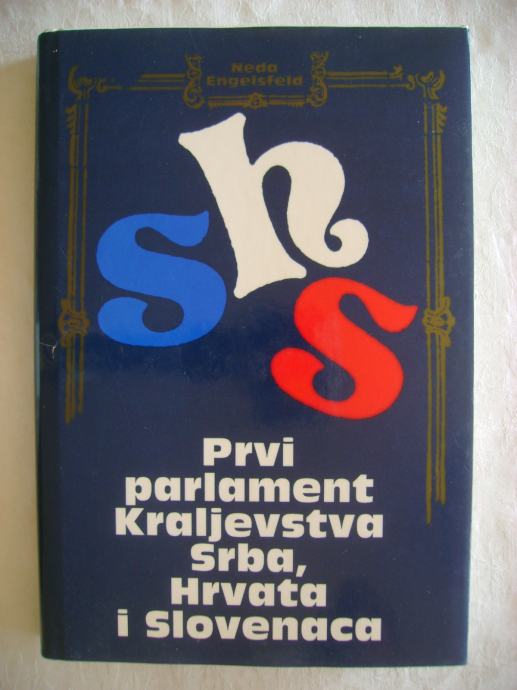 Neda
Engelsfeld
shs
Prvi
parlament
Kraljevstva
Srba,
Hrvata
i Slovenaca